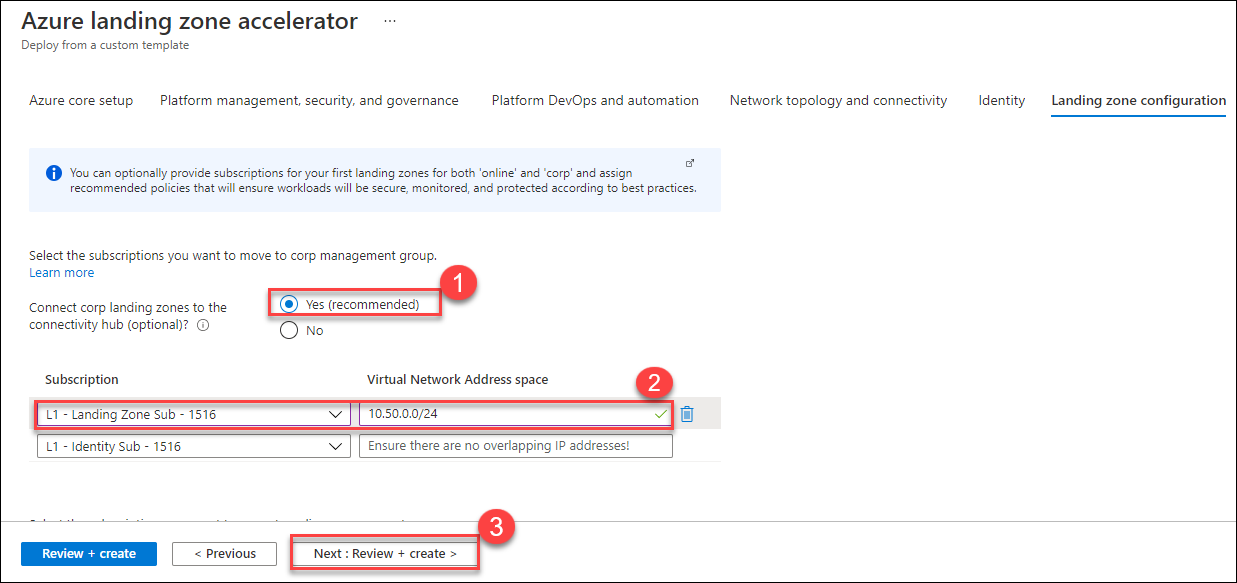 Azure landing zone accelerator ...
Deploy from a custom template
Azure core setup Platform management, security, and governance Platform DevOps and automation Network topology and connectivity Identity Landing zone configuration
You can optionally provide subscriptions for your first landing zones for both 'online' and 'corp' and assign
recommended policies that will ensure workloads will be secure, monitored, and protected according to best practices.
Select the subscriptions you want to move to corp management group.
Learn more
1
Connect corp landing zones to the
connectivity hub (optional)?
Yes (recommended)
No
Subscription Virtual Network Address space
2
L1 - Landing Zone Sub - 1516 10.50.0.0/24
L1 - Identity Sub - 1516 Ensure there are no overlapping IP addresses!
3
Review + create < Previous Next : Review + create >